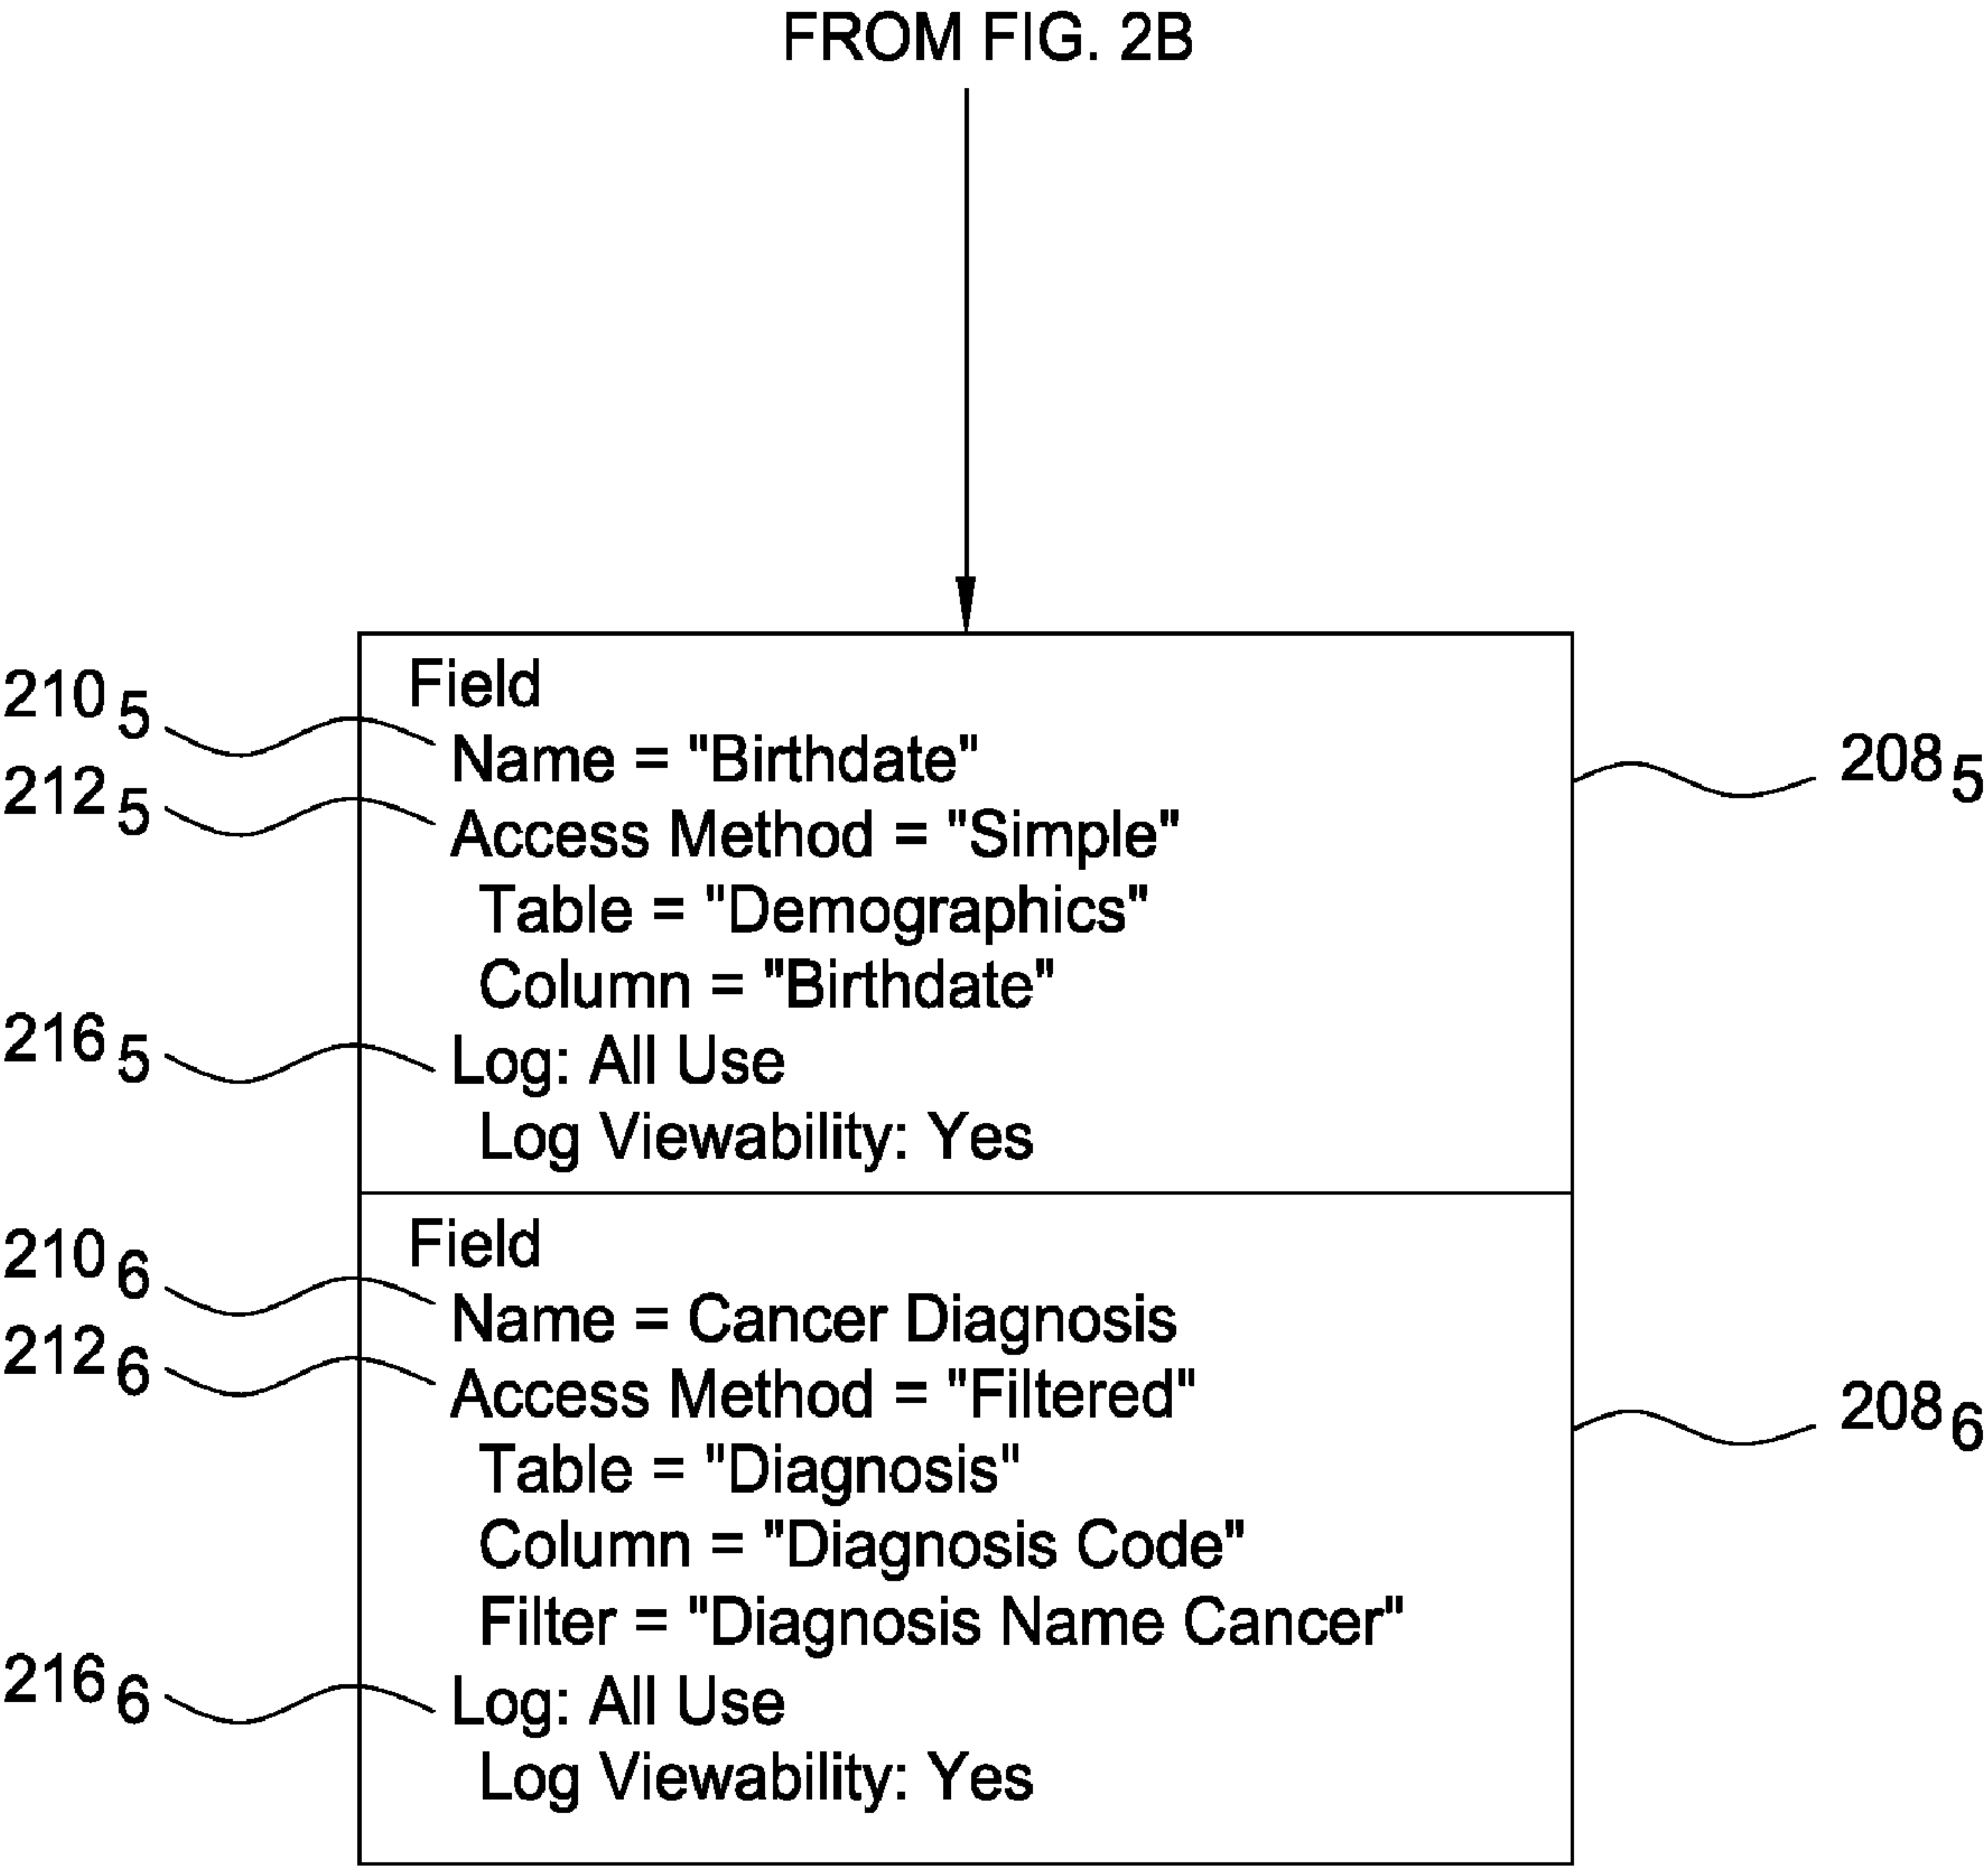 FROM FIG. 2B
Field
210 5
Name = "Birthdate"
208 5
212 5
Access Method = "Simple"
Table = "Demographics"
Column = "Birthdate"
216 5
Log: All Use
Log Viewability: Yes
Field
210 6
Name = Cancer Diagnosis
212 6
Access Method = "Filtered"
208 6
Table = "Diagnosis"
Column = "Diagnosis Code"
Filter = "Diagnosis Name Cancer"
216 6
Log: All Use
Log Viewability: Yes